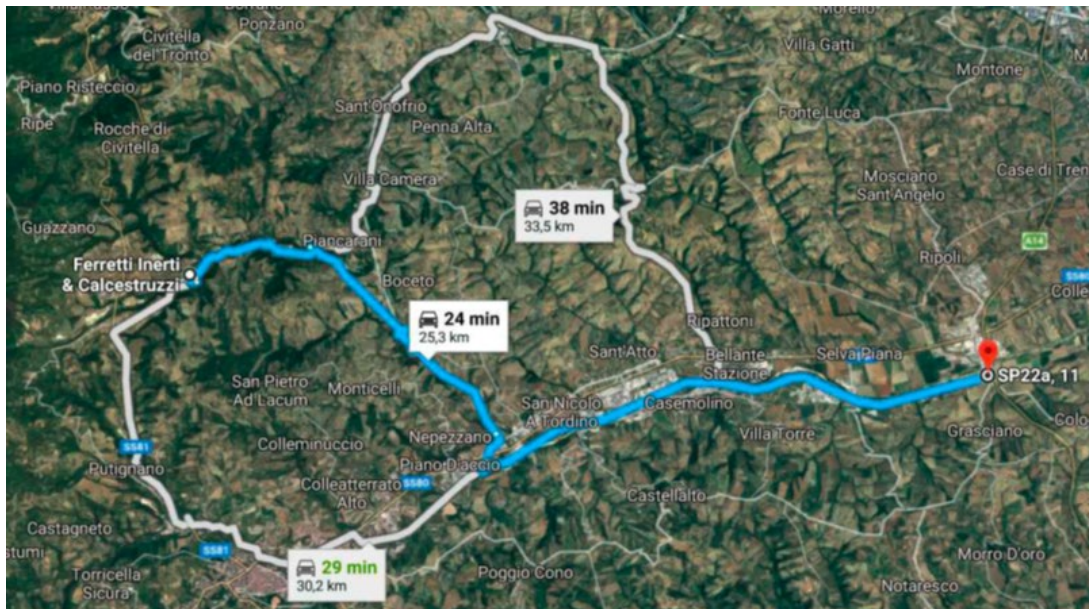 Civitella
del Tronto
Ponzano
Morello
Villa Gatti
Montone
Piano Risteccio
Ripe
Rocche di
Civitella
Sant'Onofrio
Penna Alta
Fonte Luca
Case di Tren
Villa Camera
Mosciano
Sant'Angelo
Guazzano
38 min
33,5 km
A14
Ripoli
Piancarani
Ferretti Inerti
& Calcestruzzi
Boceto
Colle
24 min
25,3 km
Ripattoni
Sant'Atto
Bellante
Stazione
Selva Piana
SP22a, 11
San Pietro
Ad Lacum
Monticelli
San Nicolò
A Tordino
Casemolino
Grasciano
Colo
Villa Torre
Nepezzano
Colleminuccio
SS81
Putignano
Piano D'accio
Colleatterrato
Alto
SS80
Castellalto
Castagneto
SS81
29 min
30,2 km
Poggio Cono
Morro D'oro
Torricella
Sicura
Notaresco